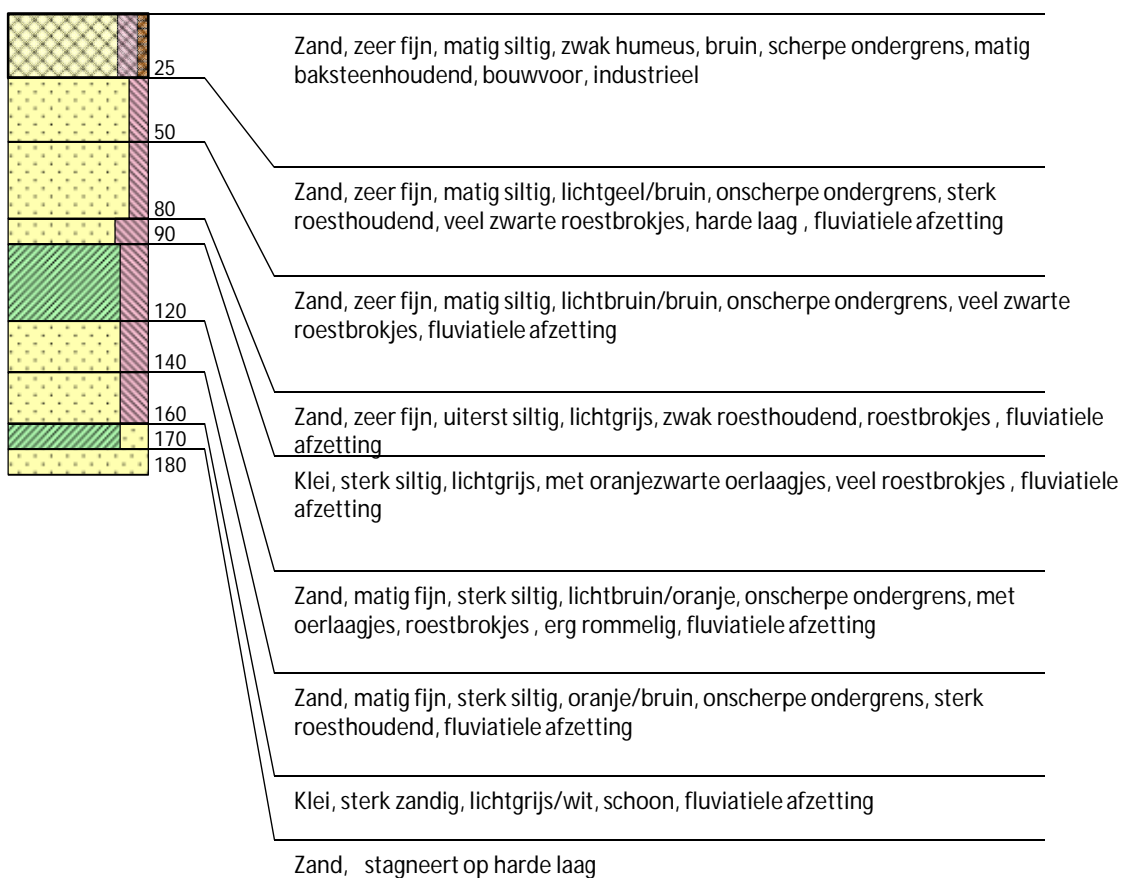 Zand, zeer fijn, matig siltig, zwak humeus, bruin, scherpe ondergrens, matig
baksteenhoudend, bouwvoor, industrieel
25
50
Zand, zeer fijn, matig siltig, lichtgeel/bruin, onscherpe ondergrens, sterk
roesthoudend, veel zwarte roestbrokjes, harde laag , fluviatiele afzetting
80
90
Zand, zeer fijn, matig siltig, lichtbruin/bruin, onscherpe ondergrens, veel zwarte
roestbrokjes, fluviatiele afzetting
120
140
160
Zand, zeer fijn, uiterst siltig, lichtgrijs, zwak roesthoudend, roestbrokjes , fluviatiele
afzetting
170
180
Klei, sterk siltig, lichtgrijs, met oranjezwarte oerlaagjes, veel roestbrokjes , fluviatiele
afzetting
Zand, matig fijn, sterk siltig, lichtbruin/oranje, onscherpe ondergrens, met
oerlaagjes, roestbrokjes , erg rommelig, fluviatiele afzetting
Zand, matig fijn, sterk siltig, oranje/bruin, onscherpe ondergrens, sterk
roesthoudend, fluviatiele afzetting
Klei, sterk zandig, lichtgrijs/wit, schoon, fluviatiele afzetting
Zand, stagneert op harde laag